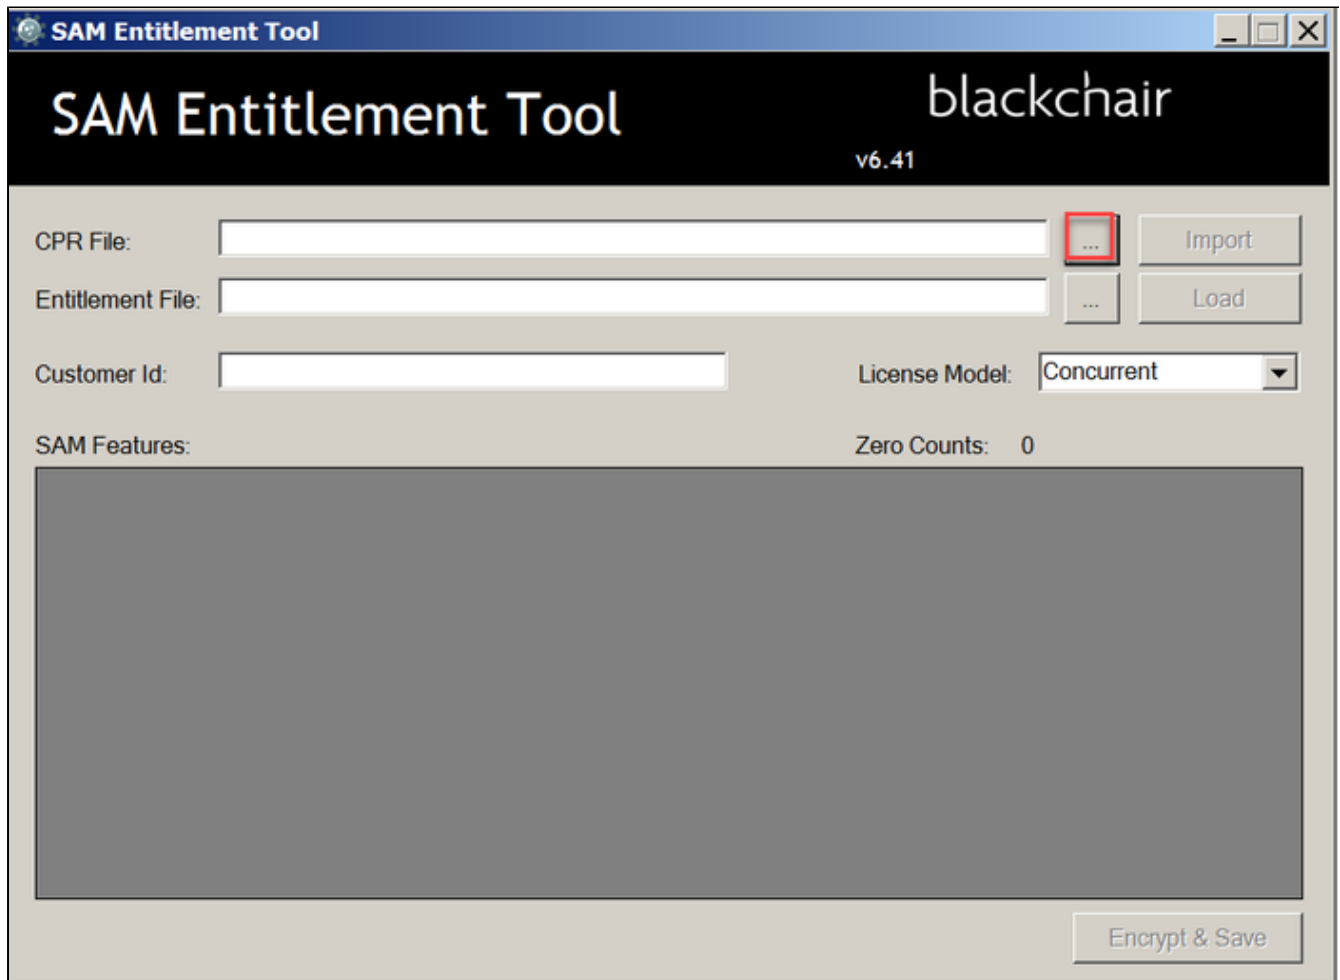 SAM Entitlement Tool
SAM Entitlement Tool
blackchair
v6.41
CPR File:
...
Import
Entitlement File:
...
Load
Customer Id:
License Model:
Concurrent
SAM Features:
Zero Counts: 0
Encrypt & Save